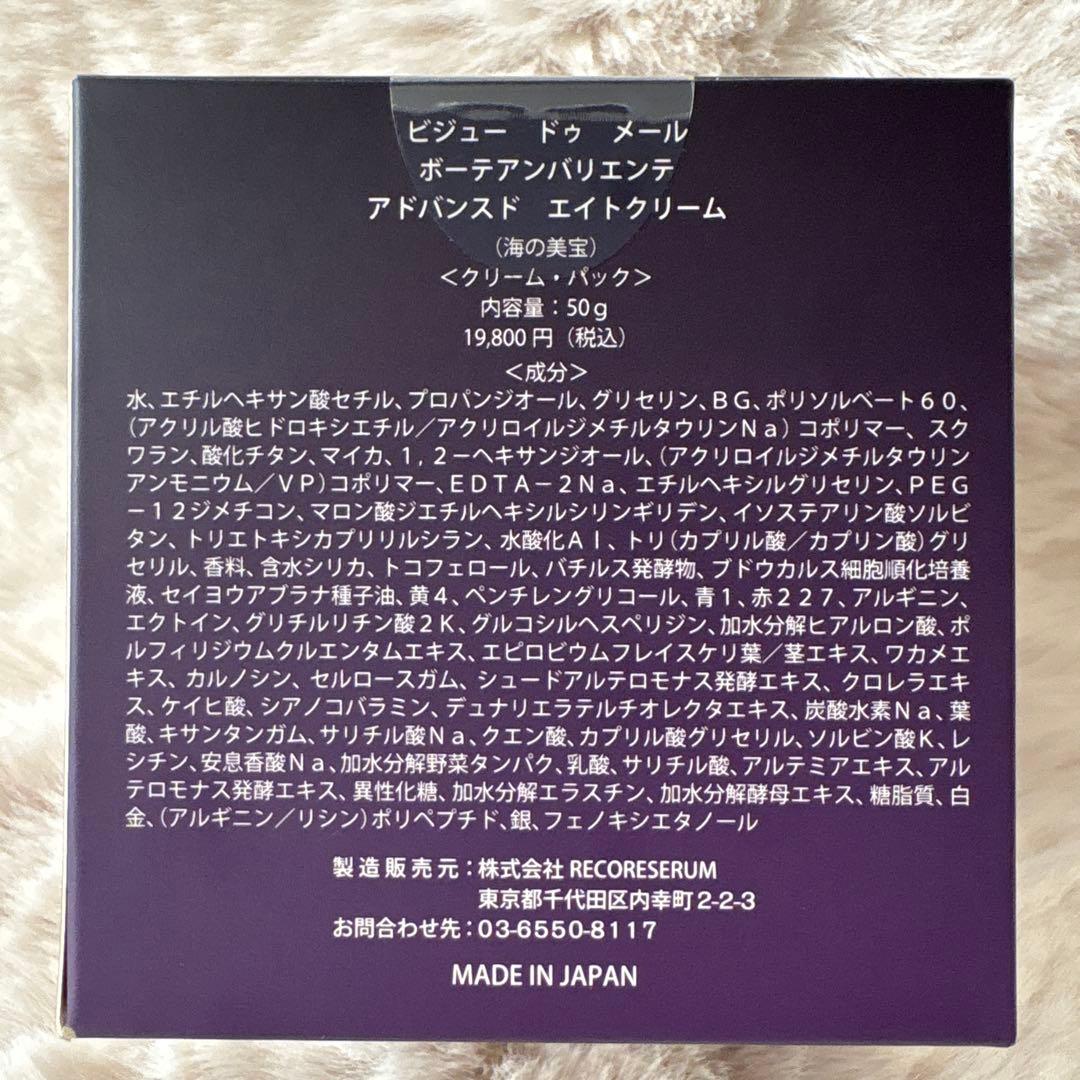 ビジュー　ドゥ　メール
ボーテアンバリエンテ
アドバンスド　エイトクリーム
（海の美宝）
＜クリーム・パック＞
内容量：50ｇ
19,800円（税込）
＜成分＞
水、エチルヘキサン酸セチル、プロパンジオール、グリセリン、ＢＧ、ポリソルベート６０、
（アクリル酸ヒドロキシエチル／アクリロイルジメチルタウリンＮａ）コポリマー、スク
ワラン、酸化チタン、マイカ、１，２－ヘキサンジオール、（アクリロイルジメチルタウリン
アンモニウム／ＶＰ）コポリマー、ＥＤＴＡ－２Ｎａ、エチルヘキシルグリセリン、ＰＥＧ
－１２ジメチコン、マロン酸ジエチルヘキシルシリンギリデン、イソステアリン酸ソルビ
タン、トリエトキシカプリリルシラン、水酸化Ａｌ、トリ（カプリル酸／カプリン酸）グリ
セリル、香料、含水シリカ、トコフェロール、バチルス発酵物、ブドウカルス細胞順化培養
液、セイヨウアブラナ種子油、黄４、ペンチレングリコール、青１、赤２２７、アルギニン、
エクトイン、グリチルリチン酸２Ｋ、グルコシルヘスペリジン、加水分解ヒアルロン酸、ポ
ルフィリジウムクルエンタムエキス、エピロビウムフレイスケリ葉／茎エキス、ワカメエ
キス、カルノシン、セルロースガム、シュードアルテロモナス発酵エキス、クロレラエキ
ス、ケイヒ酸、シアノコバラミン、デュナリエラテルチオレクタエキス、炭酸水素Ｎａ、葉
酸、キサンタンガム、サリチル酸Ｎａ、クエン酸、カプリル酸グリセリル、ソルビン酸Ｋ、レ
シチン、安息香酸Ｎａ、加水分解野菜タンパク、乳酸、サリチル酸、アルテミアエキス、アル
テロモナス発酵エキス、異性化糖、加水分解エラスチン、加水分解酵母エキス、糖脂質、白
金、（アルギニン／リシン）ポリペプチド、銀、フェノキシエタノール
製造販売元：株式会社 RECORESERUM
東京都千代田区内幸町2-2-3
お問合わせ先：03-6550-8117
MADE IN JAPAN